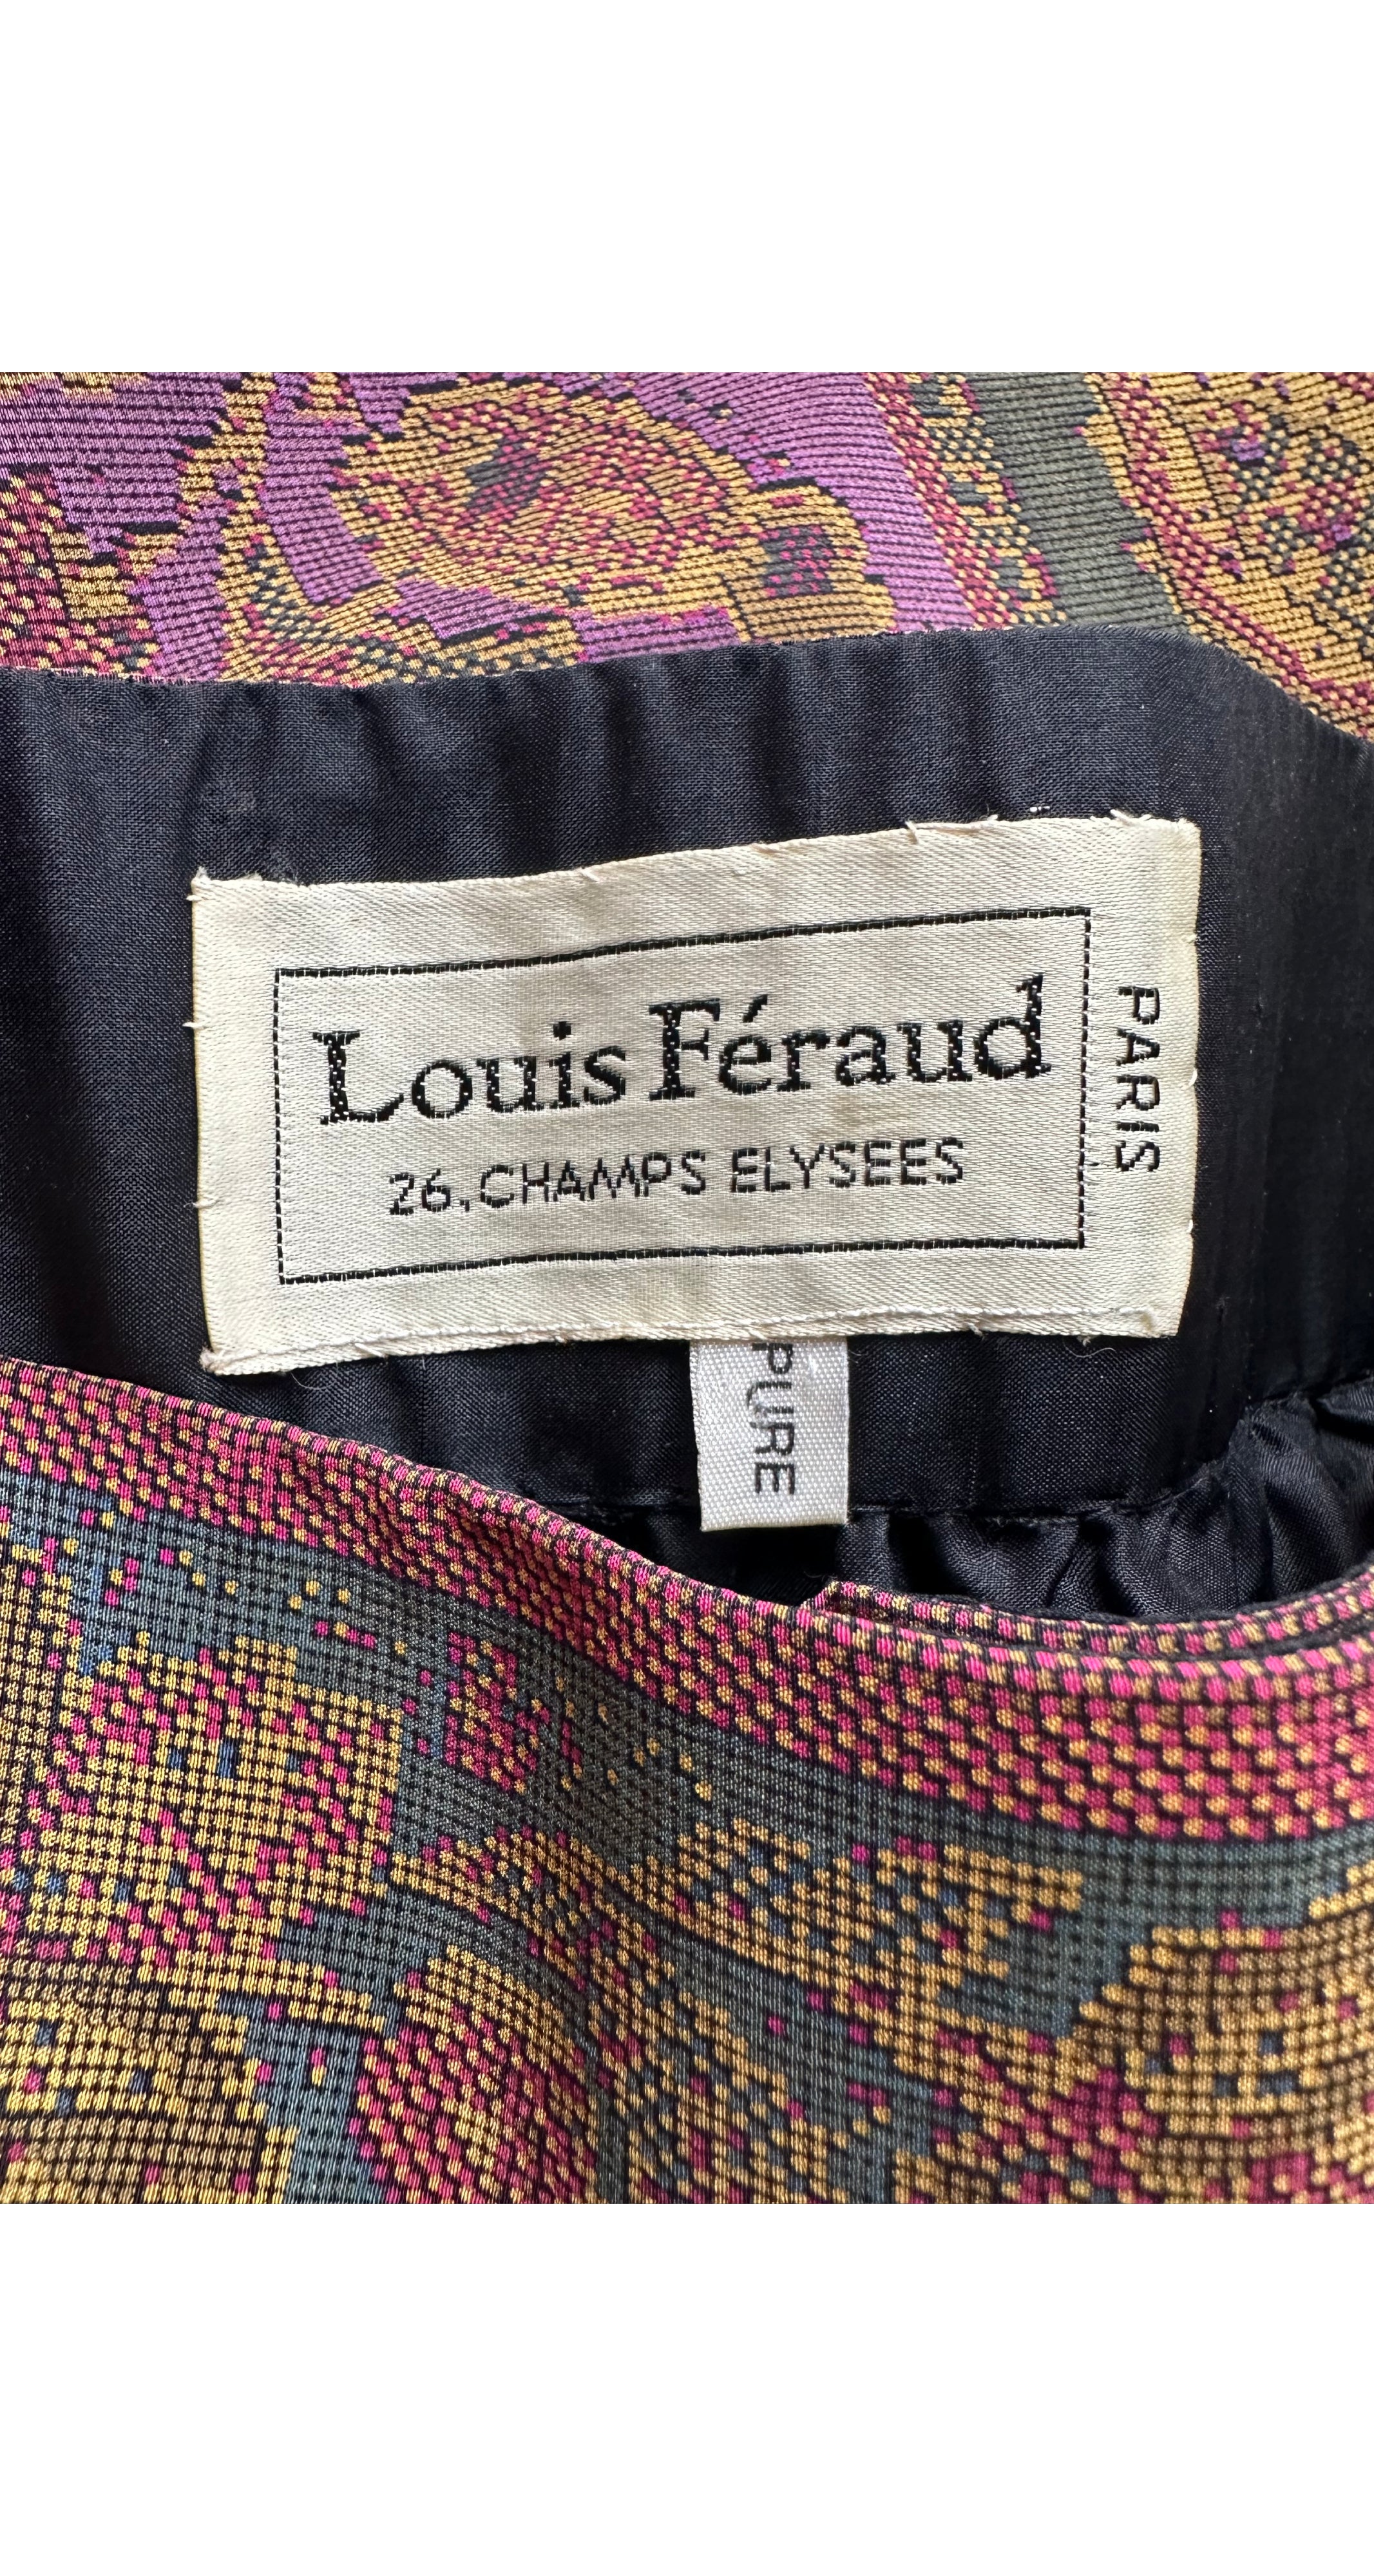 Louis Féraud
26, CHAMPS ELYSEES
PARIS
PURE